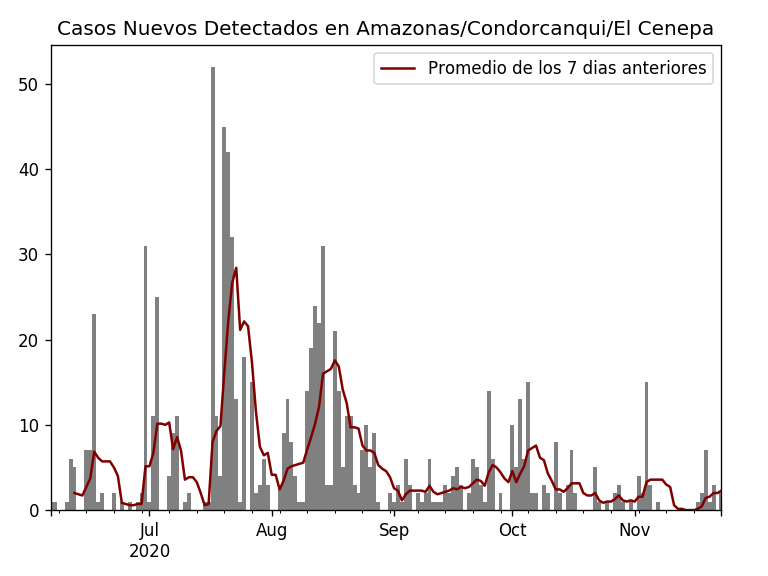 Casos Nuevos Detectados en Amazonas/Condorcanqui/El Cenepa
Promedio de los 7 dias anteriores
50
40
30
20
10
0
Jul Aug Sep Oct Nov
2020